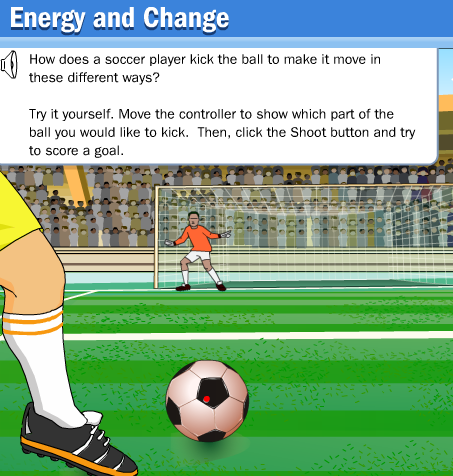 Energy and Change
How does a soccer player kick the ball to make it move in
these different ways?
Try it yourself. Move the controller to show which part of the
ball you would like to kick.  Then, click the Shoot button and try
to score a goal.